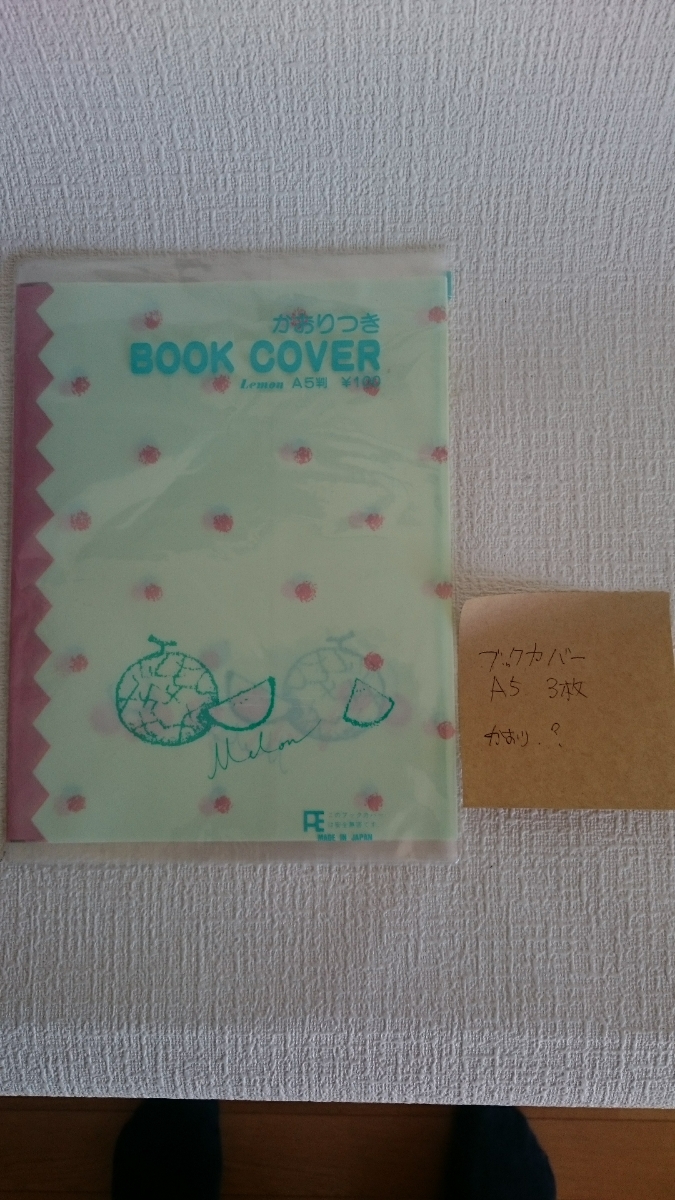 かおりつき
BOOK COVER
Lemon A5判 ¥100
Melon
MADE IN JAPAN
ブックカバー
A5 3枚
かおり.?